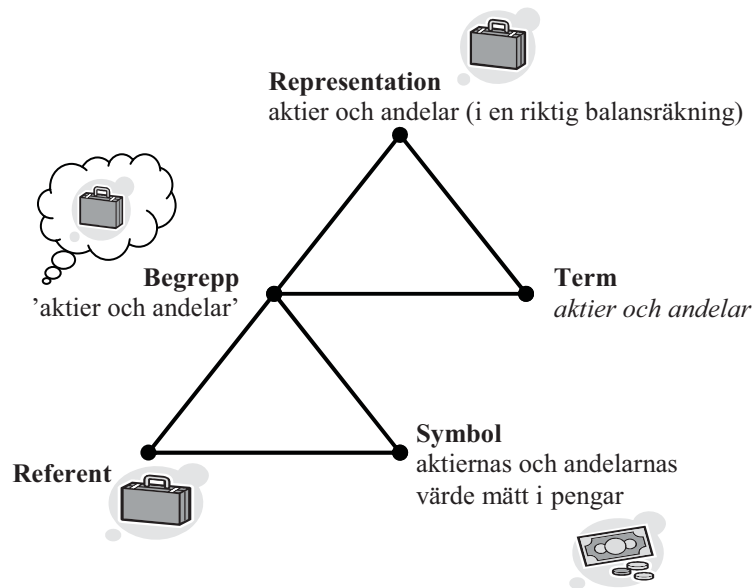 Representation
aktier och andelar (i en riktig balansräkning)
Begrepp
’aktier och andelar’
Term
aktier och andelar
Referent
Symbol
aktiernas och andelarnas
värde mätt i pengar